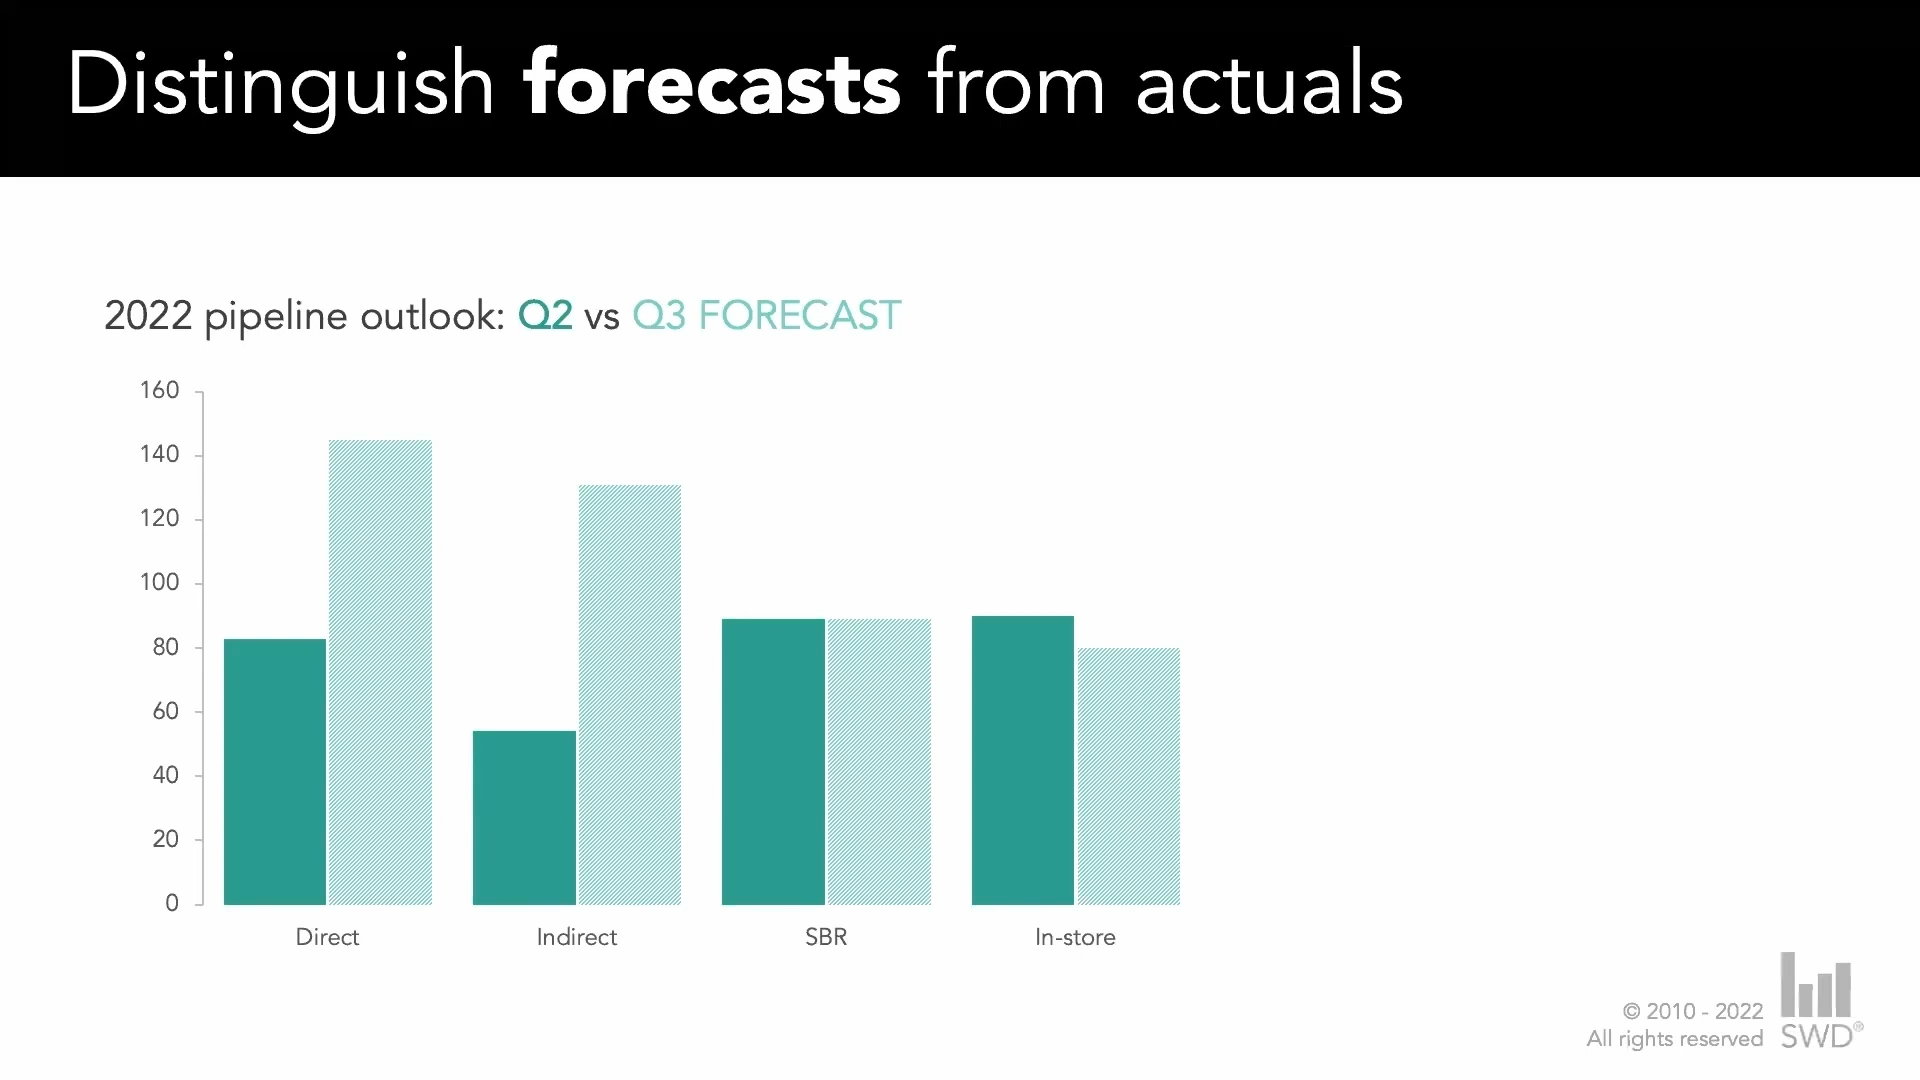 Distinguish forecasts from actuals
2022 pipeline outlook: Q2 vs Q3 FORECAST
160
140
120
100
80
60
40
20
0
Direct Indirect SBR In-store
© 2010 - 2022
All rights reserved
SWD®